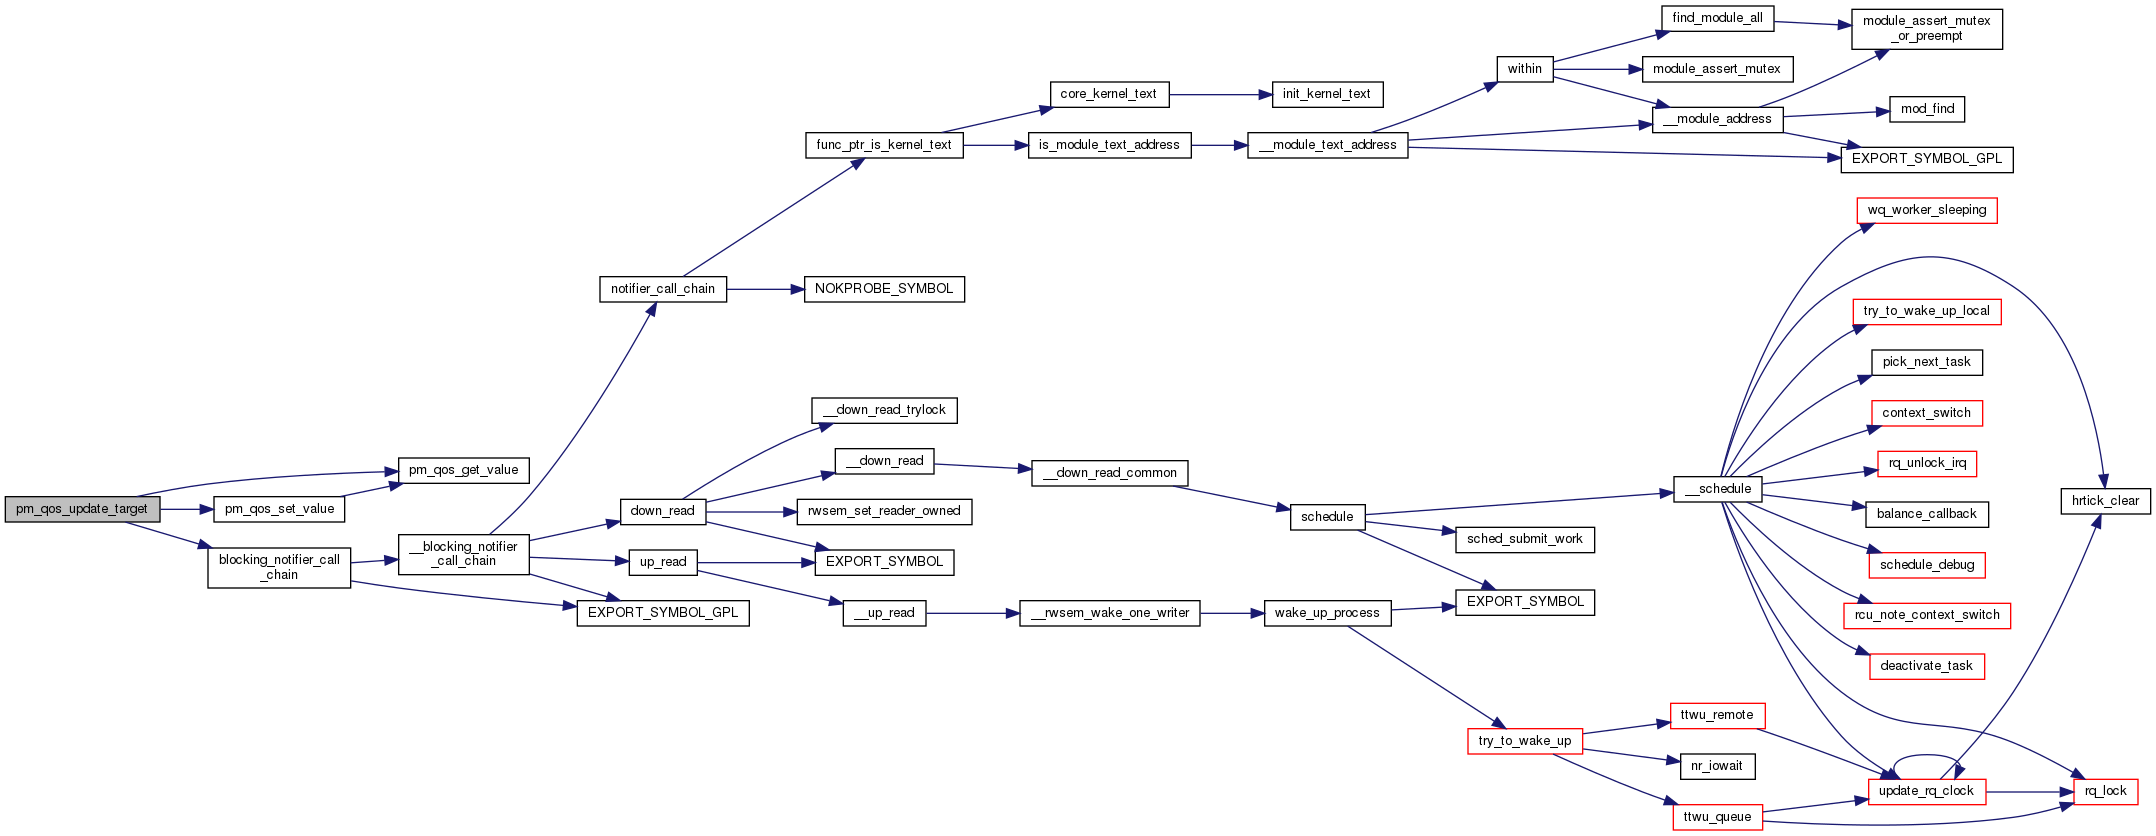 find_module_all
module_assert_mutex
_or_preempt
within
module_assert_mutex
core_kernel_text
init_kernel_text
mod_find
__module_address
func_ptr_is_kernel_text
is_module_text_address
__module_text_address
EXPORT_SYMBOL_GPL
wq_worker_sleeping
notifier_call_chain
NOKPROBE_SYMBOL
try_to_wake_up_local
pick_next_task
__down_read_trylock
context_switch
pm_qos_get_value
__down_read
__down_read_common
rq_unlock_irq
pm_qos_update_target
pm_qos_set_value
down_read
rwsem_set_reader_owned
schedule
__schedule
hrtick_clear
balance_callback
sched_submit_work
__blocking_notifier
_call_chain
blocking_notifier_call
_chain
up_read
EXPORT_SYMBOL
schedule_debug
EXPORT_SYMBOL_GPL
__up_read
__rwsem_wake_one_writer
wake_up_process
EXPORT_SYMBOL
rcu_note_context_switch
deactivate_task
ttwu_remote
try_to_wake_up
nr_iowait
update_rq_clock
rq_lock
ttwu_queue